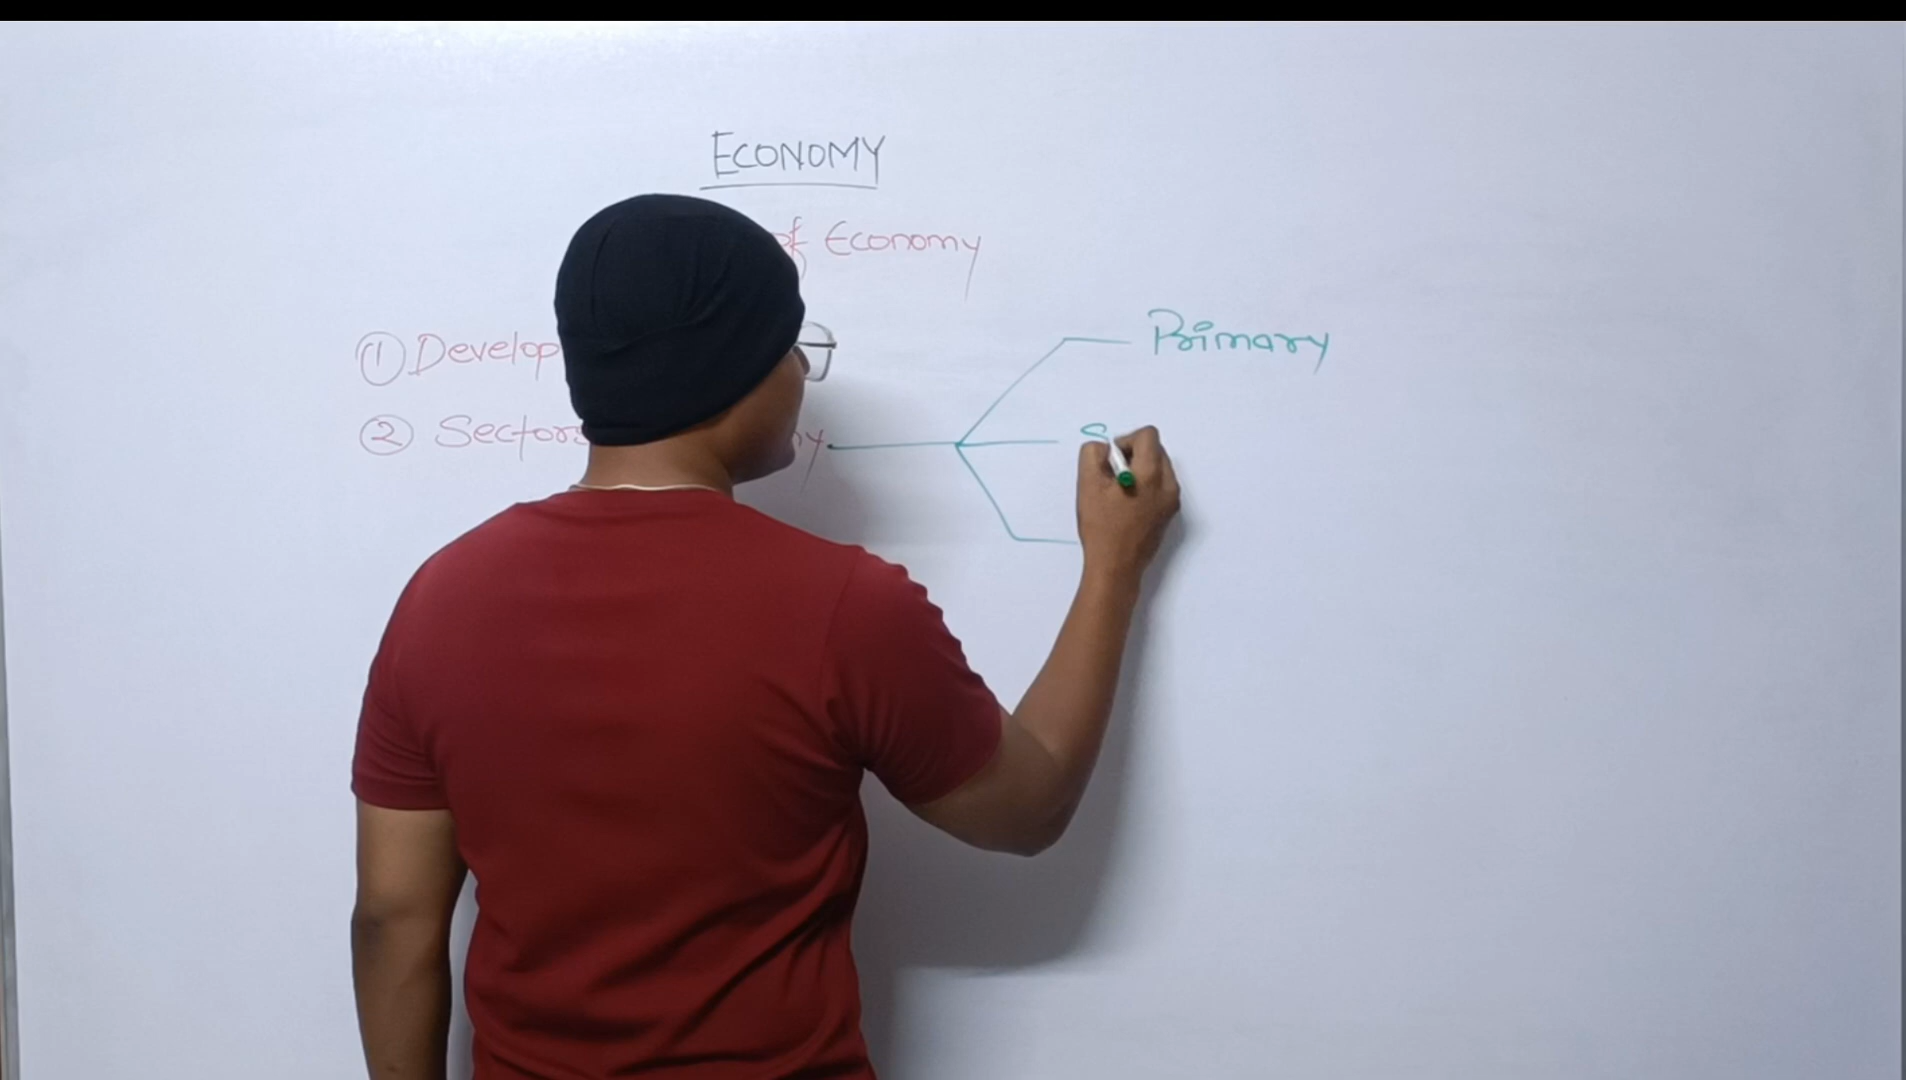 ECONOMY
of Economy
① Develop
② Sectors
Primary
S